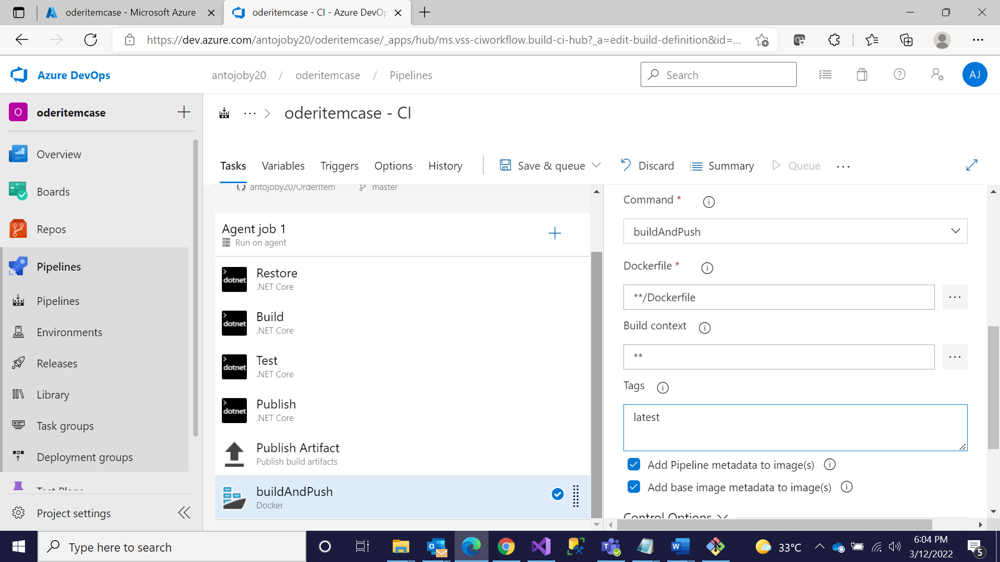 oderitemcase - Microsoft Azure
oderitemcase - CI - Azure DevOp
https://dev.azure.com/antojoby20/oderitemcase/_apps/hub/ms.vss-ciworkflow.build-ci-hub?_a=edit-build-definition&id=...
Azure DevOps
antojoby20 / oderitemcase / Pipelines
Search
AJ
O oderitemcase
Overview
Boards
Repos
Pipelines
Pipelines
Environments
Releases
Library
Task groups
Deployment groups
Test Plans
Project settings
oderitemcase - CI
Tasks Variables Triggers Options History Save & queue Discard Summary Queue
antojoby20/OrderItem master
Agent job 1
Run on agent
dotnet Restore
.NET Core
dotnet Build
.NET Core
dotnet Test
.NET Core
dotnet Publish
.NET Core
Publish Artifact
Publish build artifacts
buildAndPush
Docker
Command *
buildAndPush
Dockerfile *
**/Dockerfile
Build context
**
Tags
latest
Add Pipeline metadata to image(s)
Add base image metadata to image(s)
Control Options
Type here to search
33°C
6:04 PM
3/12/2022
5